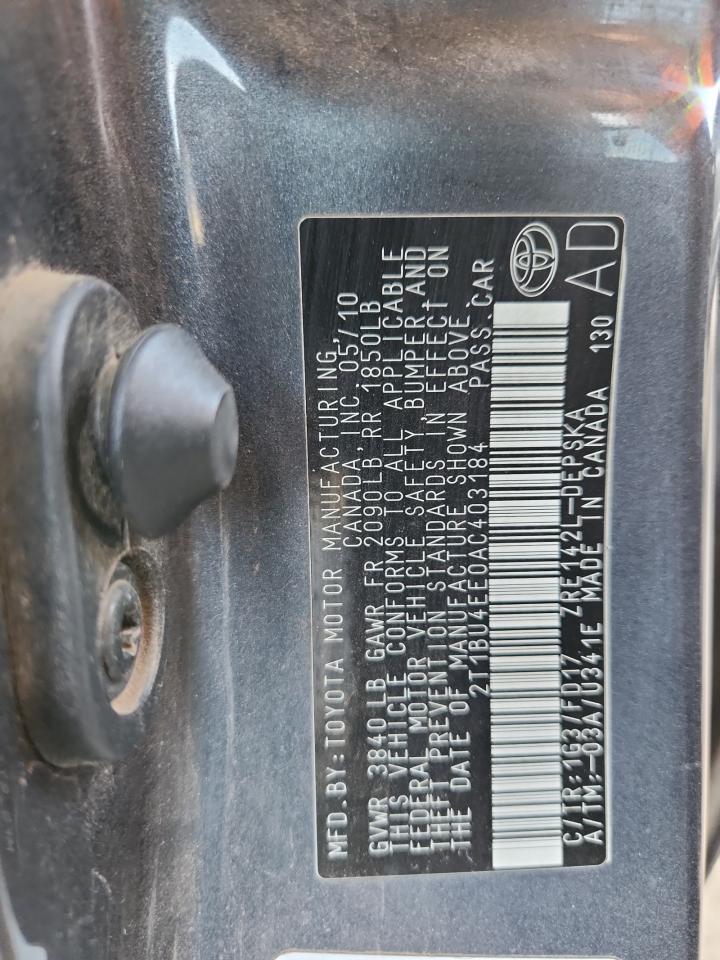 MFD.BY:TOYOTA MOTOR MANUFACTURING,
CANADA, INC. 05/10
GVWR 3840 LB GAWR FR 2090LB RR 1850LB
THIS VEHICLE CONFORMS TO ALL APPLICABLE
FEDERAL MOTOR VEHICLE SAFETY, BUMPER,AND
THEFT PREVENTION STANDARDS IN EFFECT ON
THE DATE OF MANUFACTURE SHOWN ABOVE.
2T1BU4EE0AC403184 PASS.CAR
C/TR:1G3/FD17 ZRE142L-DEPSKA
A/TM:-03A/U341E MADE IN CANADA 130
AD